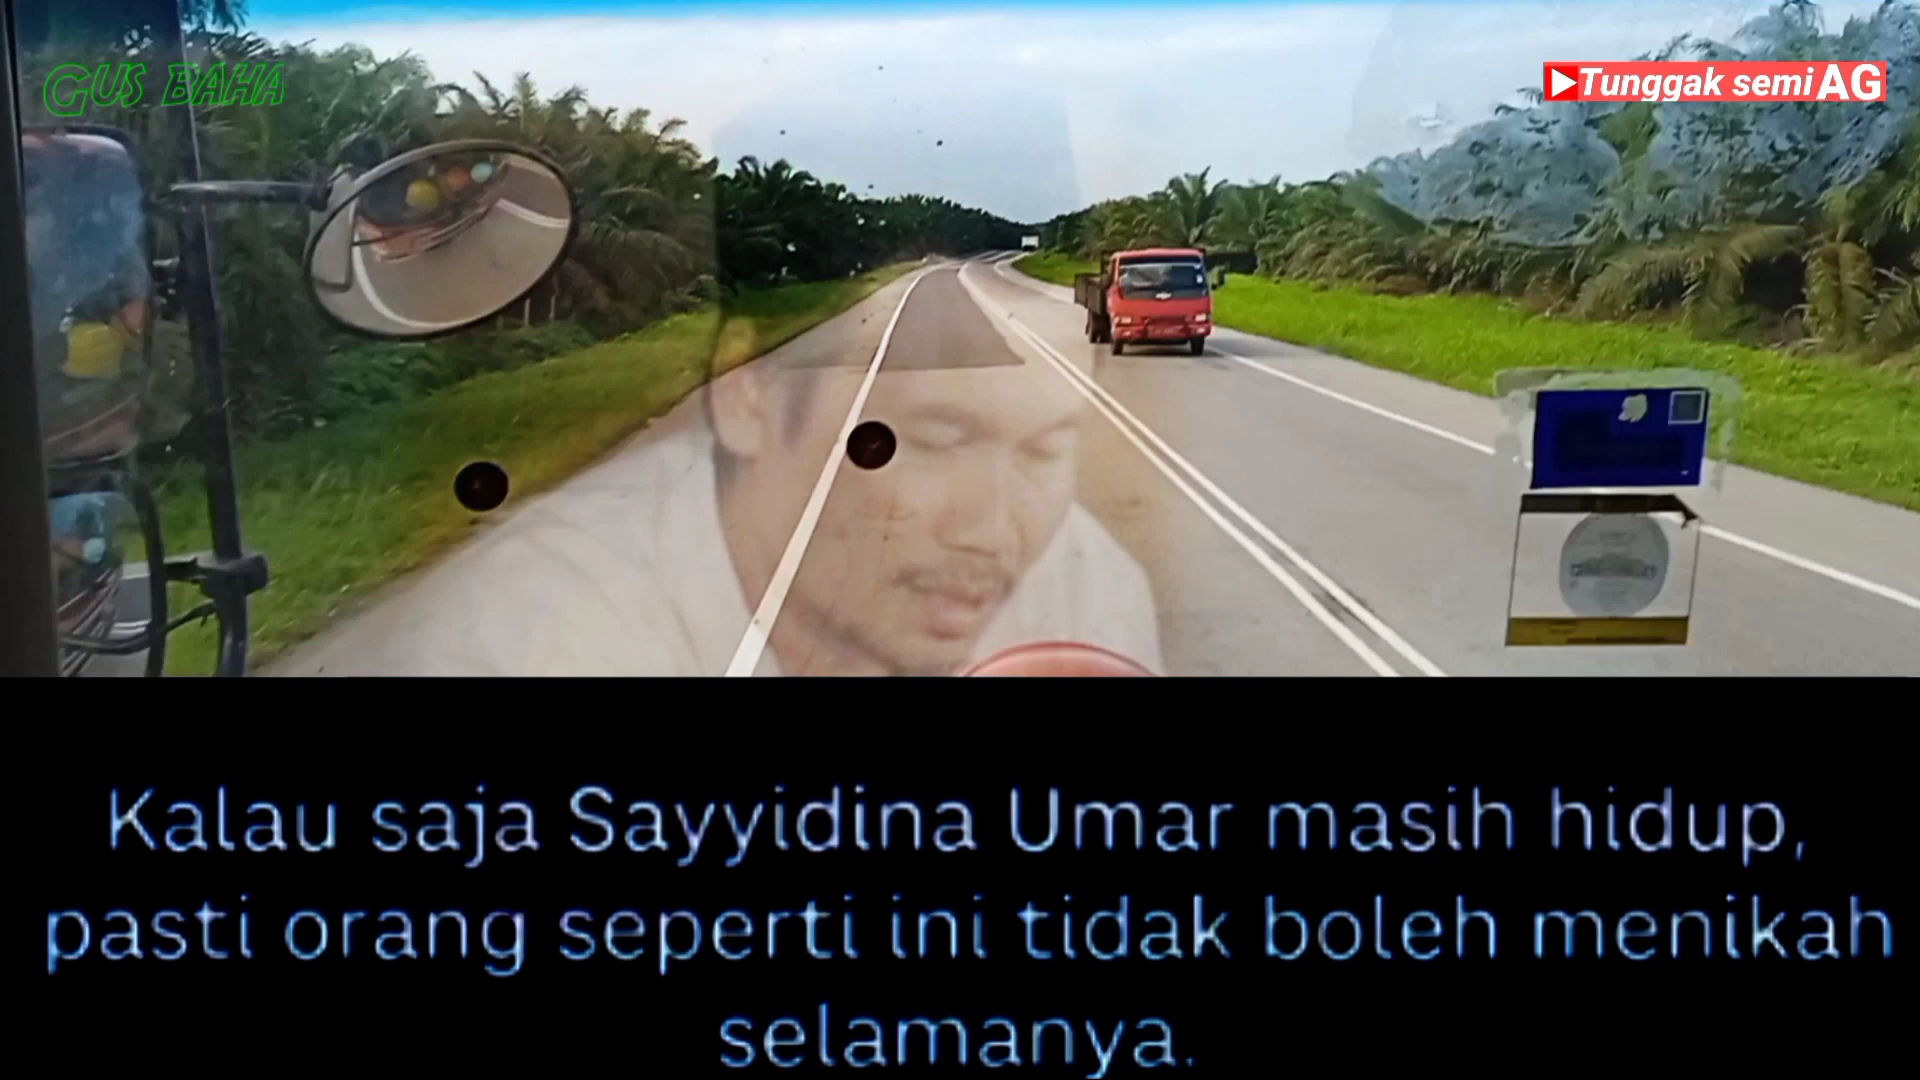 GUS BAHA
Tunggak semi AG
Kalau saja Sayyidina Umar masih hidup,
pasti orang seperti ini tidak boleh menikah
selamanya.